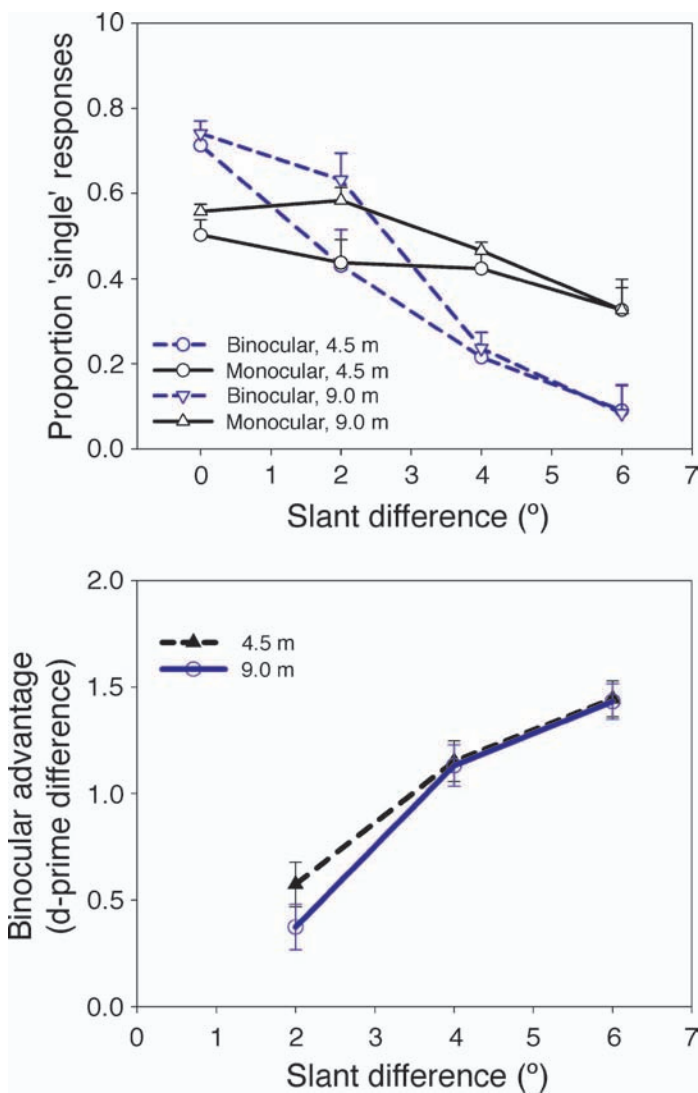 10
0.8
0.6
0.4
0.2
0.0
Proportion 'single' responses
Binocular, 4.5 m
Monocular, 4.5 m
Binocular, 9.0 m
Monocular, 9.0 m
0 1 2 3 4 5 6 7
Slant difference (º)
2.0
1.5
1.0
0.5
0.0
Binocular advantage
(d-prime difference)
4.5 m
9.0 m
0 1 2 3 4 5 6 7
Slant difference (º)